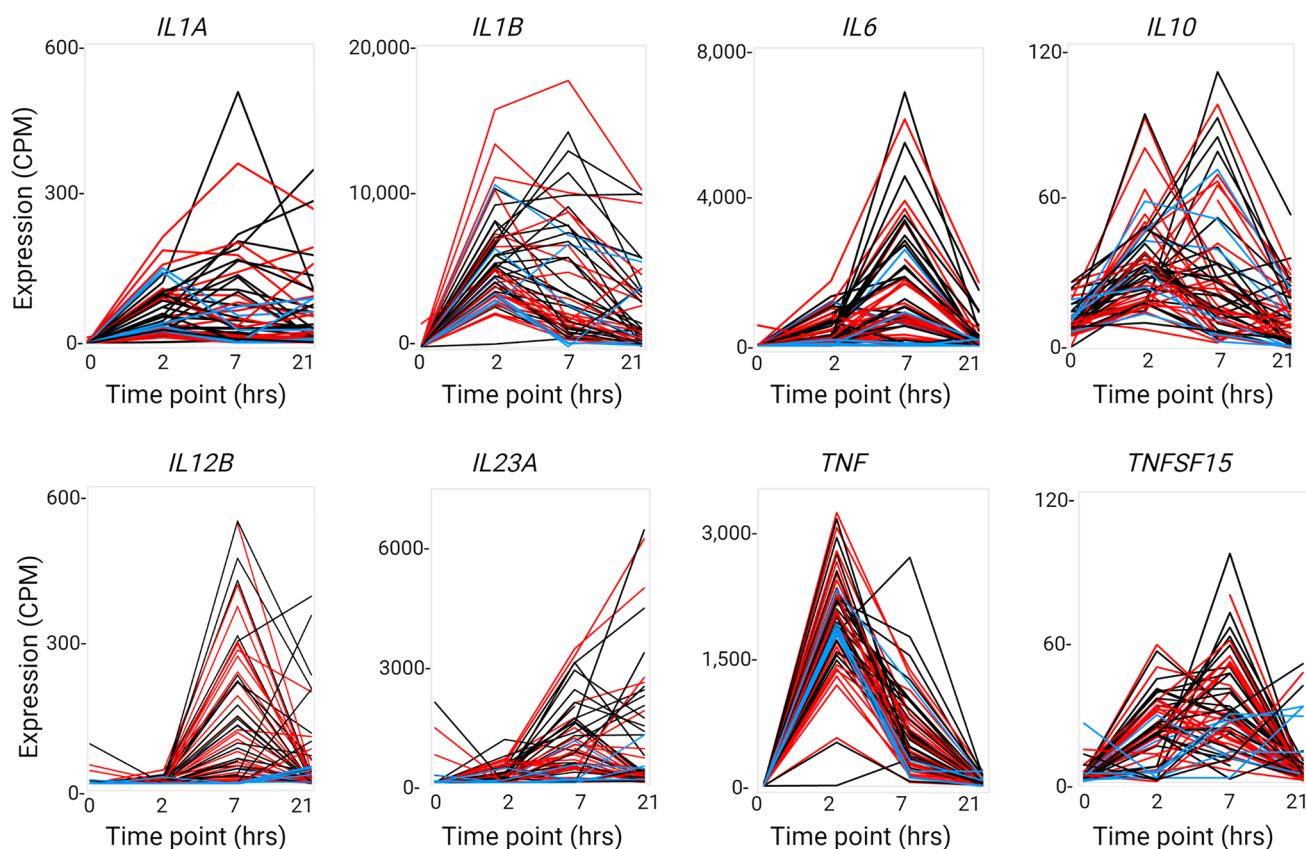 IL1A IL1B IL6 IL10
600- 20,000- 8,000- 120-
300- 10,000- 4,000- 60-
0- 0- 0- 0-
0 2 7 21 0 2 7 21 0 2 7 21 0 2 7 21
Expression (CPM)
Time point (hrs) Time point (hrs) Time point (hrs) Time point (hrs)
IL12B IL23A TNF TNFSF15
600- 6000- 3,000- 120-
300- 3000- 1,500- 60-
0- 0- 0- 0-
0 2 7 21 0 2 7 21 0 2 7 21 0 2 7 21
Expression (CPM)
Time point (hrs) Time point (hrs) Time point (hrs) Time point (hrs)